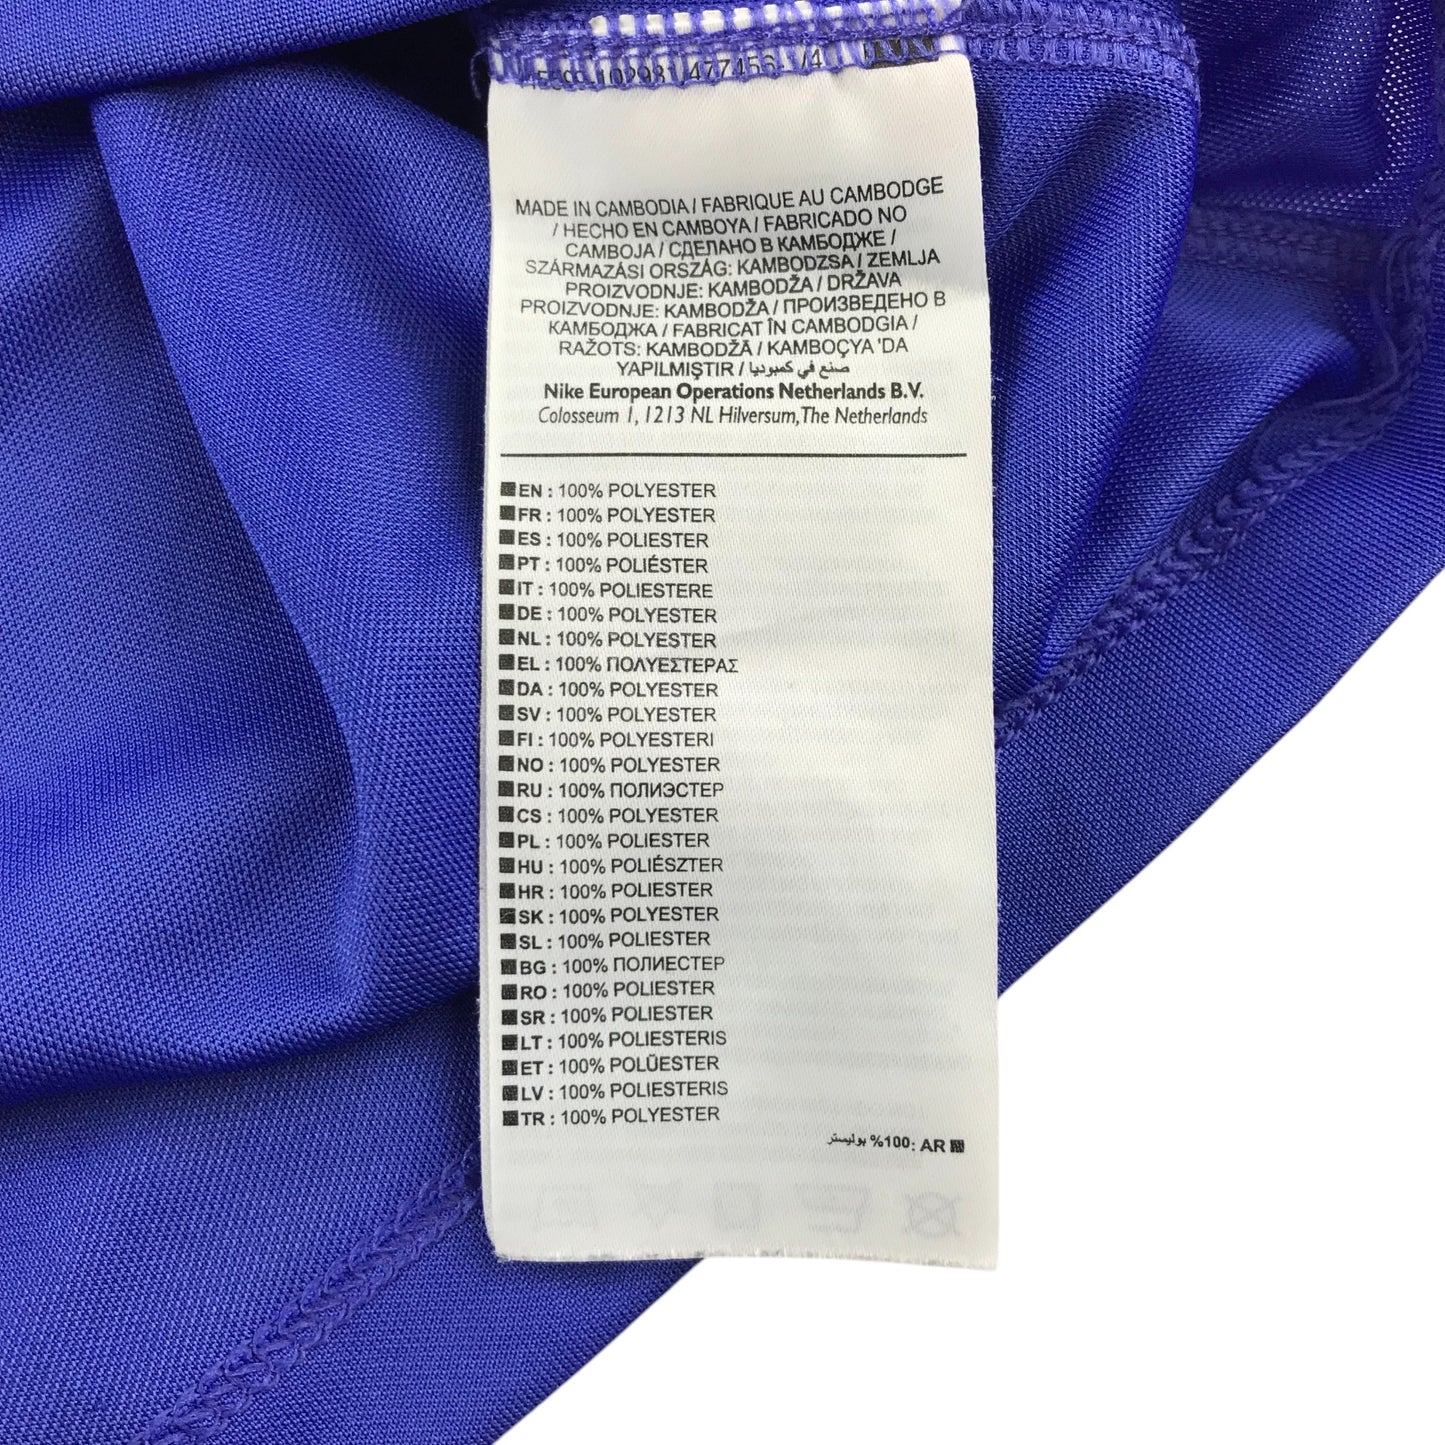 MADE IN CAMBODIA / FABRIQUE AU CAMBODGE
/ HECHO EN CAMBOYA / FABRICADO NO
CAMBOJA / СДЕЛАНО В КАМБОДЖЕ /
SZÁRMAZÁSI ORSZÁG: KAMBODZSA / ZEMLJA
PROIZVODNJE: KAMBODŽA / DRŽAVA
PROIZVODNJE: KAMBODŽA / ПРОИЗВЕДЕНО В
КАМБОДЖА / FABRICAT ÎN CAMBODGIA /
RAŽOTS: KAMBODŽĀ / KAMBOÇYA 'DA
YAPILMIŞTIR / صنع في كمبوديا
Nike European Operations Netherlands B.V.
Colosseum 1, 1213 NL Hilversum, The Netherlands
EN : 100% POLYESTER
FR : 100% POLYESTER
ES : 100% POLIESTER
PT : 100% POLIÉSTER
IT : 100% POLIESTERE
DE : 100% POLYESTER
NL : 100% POLYESTER
EL : 100% ΠΟΛΥΕΣΤΕΡΑΣ
DA : 100% POLYESTER
SV : 100% POLYESTER
FI : 100% POLYESTERI
NO : 100% POLYESTER
RU : 100% ПОЛИЭСТЕР
CS : 100% POLYESTER
PL : 100% POLIESTER
HU : 100% POLIÉSZTER
HR : 100% POLIESTER
SK : 100% POLYESTER
SL : 100% POLIESTER
BG : 100% ПОЛИЕСТЕР
RO : 100% POLIESTER
SR : 100% POLIESTER
LT : 100% POLIESTERIS
ET : 100% POLÜESTER
LV : 100% POLIESTERIS
TR : 100% POLYESTER
AR :100% بوليستر